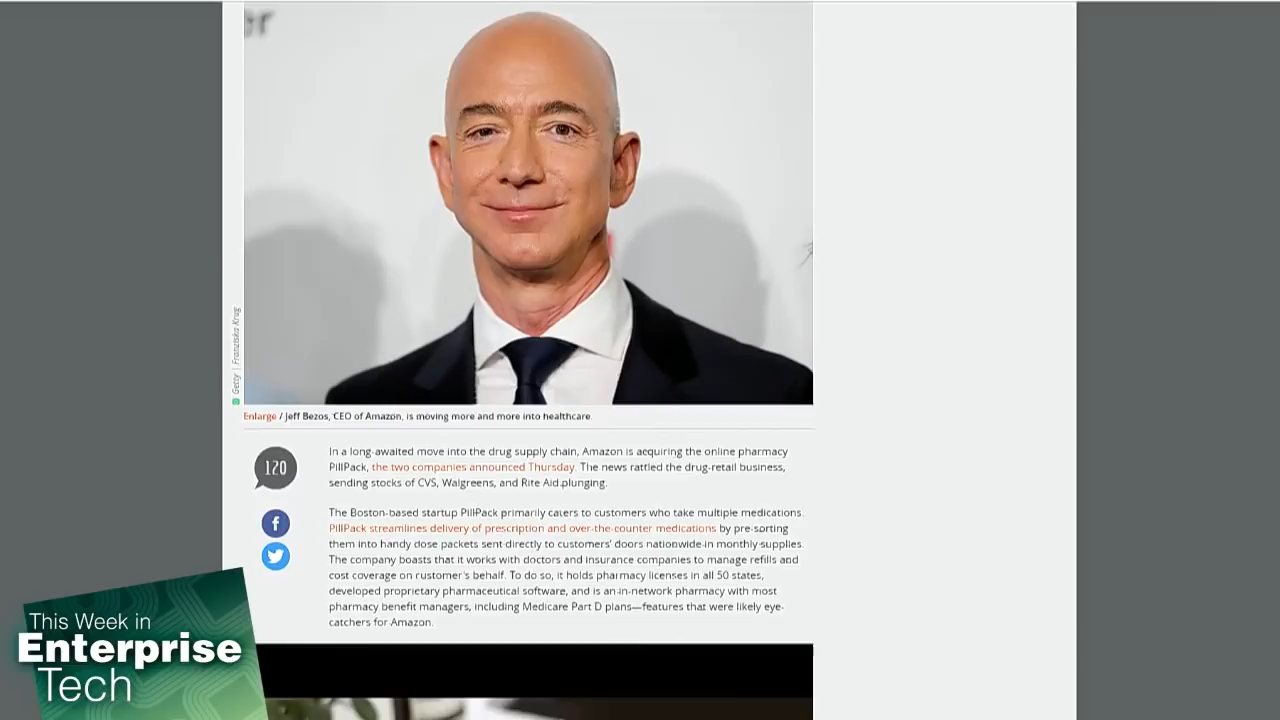 er
Getty | Franziska Krug
Enlarge / Jeff Bezos, CEO of Amazon, is moving more and more into healthcare.
120
In a long-awaited move into the drug supply chain, Amazon is acquiring the online pharmacy
PillPack, the two companies announced Thursday. The news rattled the drug-retail business,
sending stocks of CVS, Walgreens, and Rite Aid plunging.
The Boston-based startup PillPack primarily caters to customers who take multiple medications.
PillPack streamlines delivery of prescription and over-the-counter medications by pre-sorting
them into handy dose packets sent directly to customers' doors nationwide in monthly supplies.
The company boasts that it works with doctors and insurance companies to manage refills and
cost coverage on customer's behalf. To do so, it holds pharmacy licenses in all 50 states,
developed proprietary pharmaceutical software, and is an in-network pharmacy with most
pharmacy benefit managers, including Medicare Part D plans—features that were likely eye-
catchers for Amazon.
This Week in
Enterprise
Tech